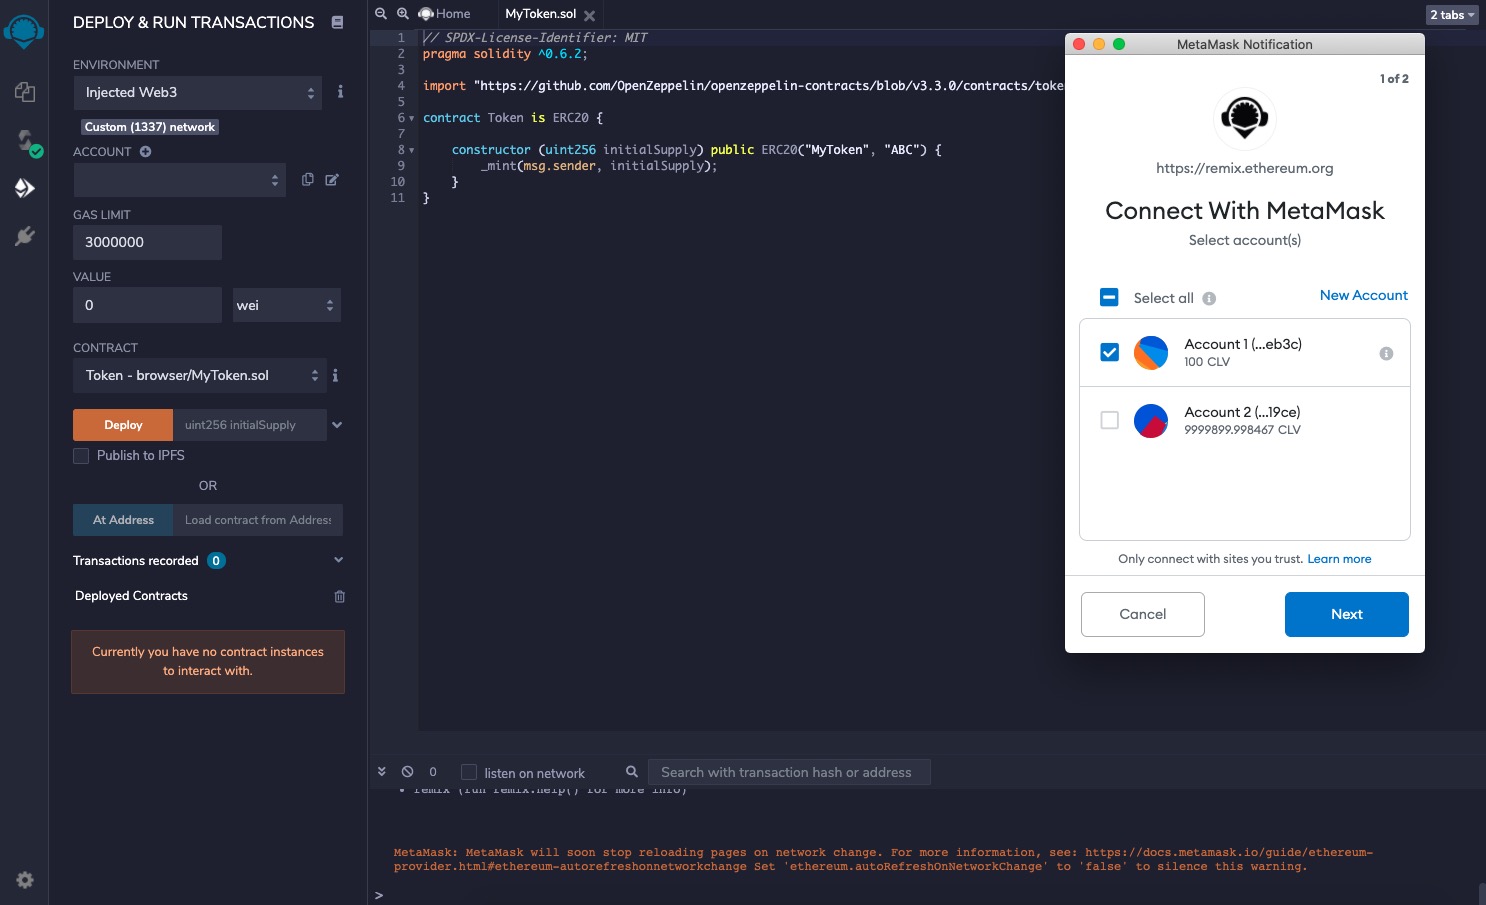 DEPLOY & RUN TRANSACTIONS
ENVIRONMENT
Injected Web3
Custom (1337) network
ACCOUNT
GAS LIMIT
3000000
VALUE
0
wei
CONTRACT
Token - browser/MyToken.sol
Deploy
uint256 initialSupply
Publish to IPFS
OR
At Address
Load contract from Address
Transactions recorded 0
Deployed Contracts
Currently you have no contract instances
to interact with.
Home
MyToken.sol
2 tabs
1 // SPDX-License-Identifier: MIT
2 pragma solidity ^0.6.2;
3
4 import "https://github.com/OpenZeppelin/openzeppelin-contracts/blob/v3.3.0/contracts/toke
5
6 contract Token is ERC20 {
7
8 constructor (uint256 initialSupply) public ERC20("MyToken", "ABC") {
9 _mint(msg.sender, initialSupply);
10 }
11 }
MetaMask Notification
1 of 2
https://remix.ethereum.org
Connect With MetaMask
Select account(s)
Select all
New Account
Account 1 (...eb3c)
100 CLV
Account 2 (...19ce)
9999899.998467 CLV
Only connect with sites you trust. Learn more
Cancel
Next
0
listen on network
Search with transaction hash or address
• remix (run remix.help() for more info)
MetaMask: MetaMask will soon stop reloading pages on network change. For more information, see: https://docs.metamask.io/guide/ethereum-
provider.html#ethereum-autorefreshonnetworkchange Set 'ethereum.autoRefreshOnNetworkChange' to 'false' to silence this warning.
>